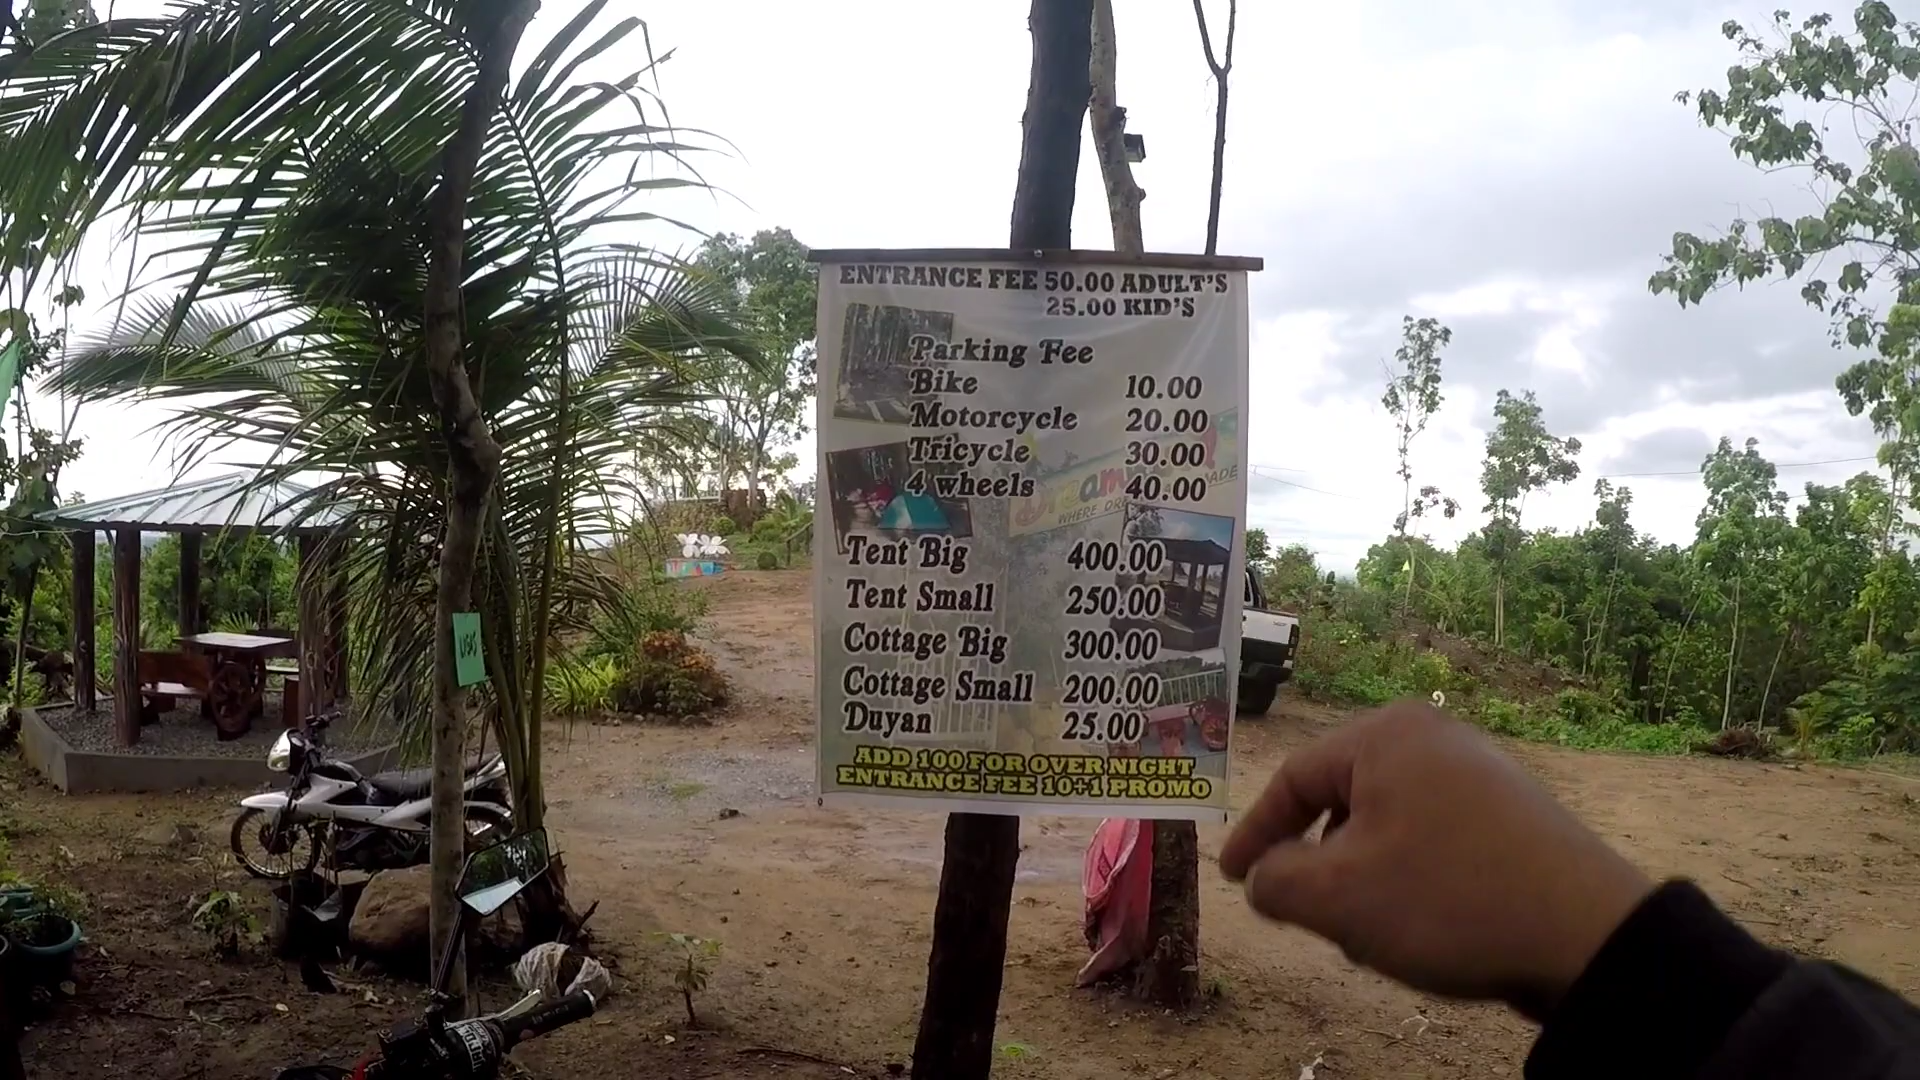 ENTRANCE FEE 50.00 ADULT'S
25.00 KID'S
Parking Fee
Bike 10.00
Motorcycle 20.00
Tricycle 30.00
4 wheels 40.00
Tent Big 400.00
Tent Small 250.00
Cottage Big 300.00
Cottage Small 200.00
Duyan 25.00
ADD 100 FOR OVER NIGHT
ENTRANCE FEE 10+1 PROMO